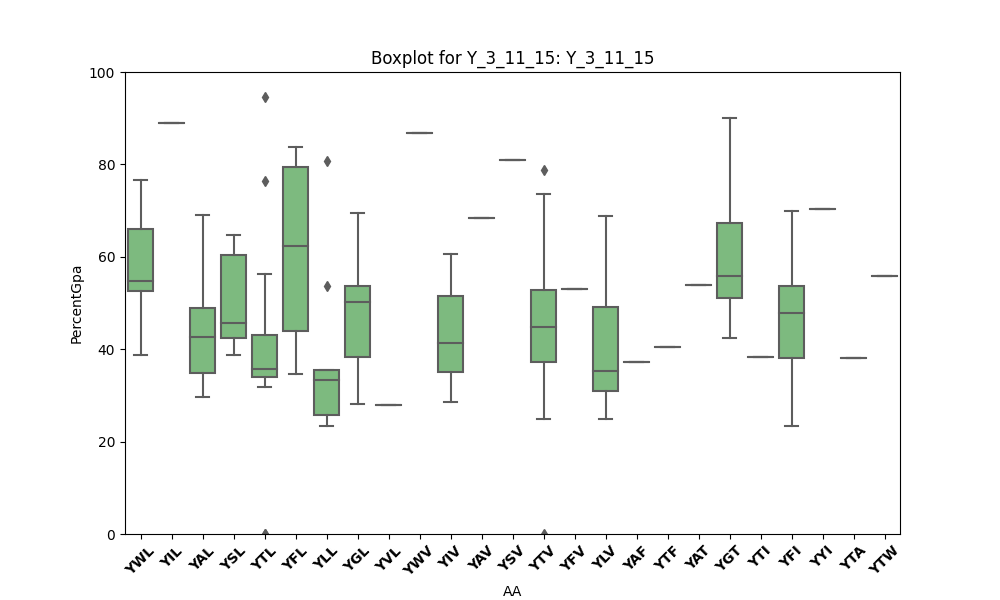 Boxplot for Y_3_11_15: Y_3_11_15
100
80
60
40
20
0
PercentGpa
YWL YIL YAL YSL YTL YFL YLL YGL YVL YWV YIV YAV YSV YTV YFV YLV YAF YTF YAT YGT YTI YFI YYI YTA YTW
AA